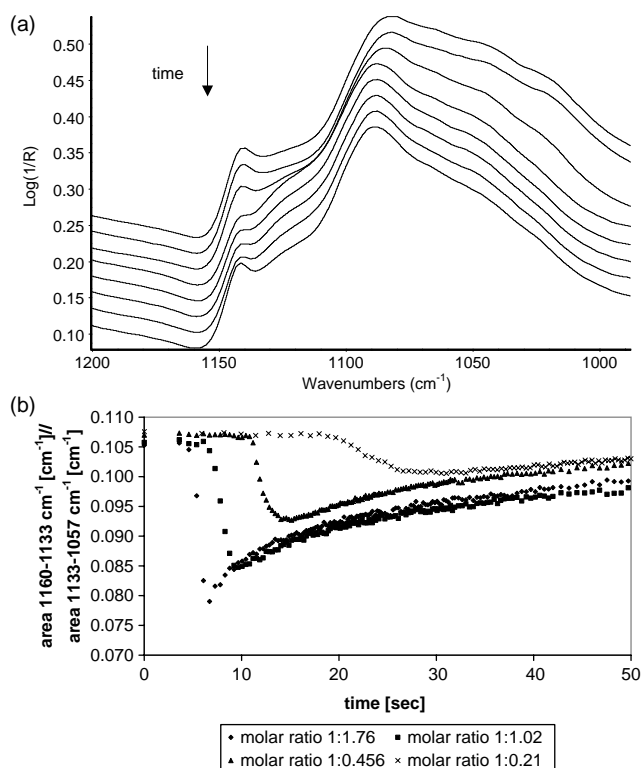 (a)
0.50
0.45
0.40
0.35
0.30
0.25
0.20
0.15
0.10
Log(1/R)
time
1200 1150 1100 1050 1000
Wavenumbers (cm-1)
(b)
0.110
0.105
0.100
0.095
0.090
0.085
0.080
0.075
0.070
area 1160-1133 cm-1 [cm-1]//
area 1133-1057 cm-1 [cm-1]
0 10 20 30 40 50
time [sec]
molar ratio 1:1.76 molar ratio 1:1.02
molar ratio 1:0.456 molar ratio 1:0.21